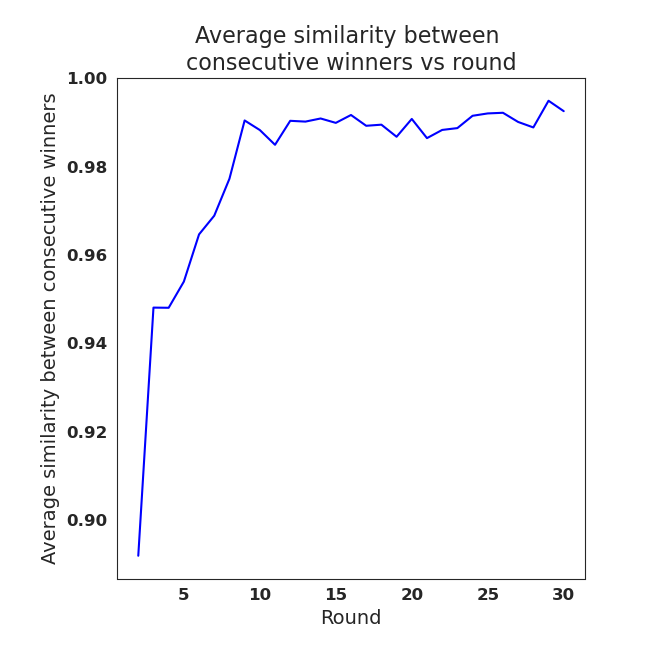 Average similarity between
consecutive winners vs round
Average similarity between consecutive winners
1.00
0.98
0.96
0.94
0.92
0.90
5 10 15 20 25 30
Round